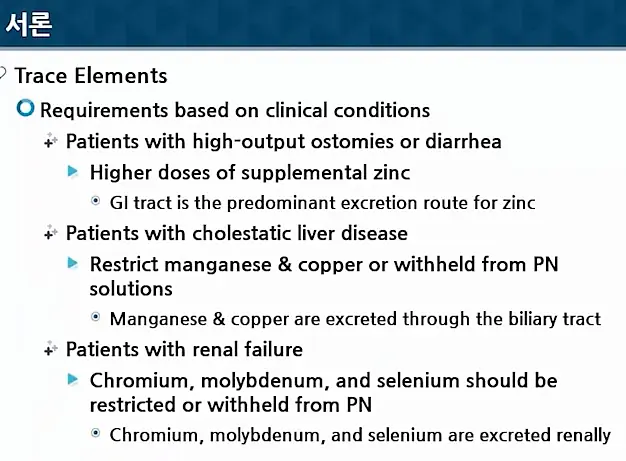 서론
Trace Elements
Requirements based on clinical conditions
Patients with high-output ostomies or diarrhea
Higher doses of supplemental zinc
GI tract is the predominant excretion route for zinc
Patients with cholestatic liver disease
Restrict manganese & copper or withheld from PN
solutions
Manganese & copper are excreted through the biliary tract
Patients with renal failure
Chromium, molybdenum, and selenium should be
restricted or withheld from PN
Chromium, molybdenum, and selenium are excreted renally